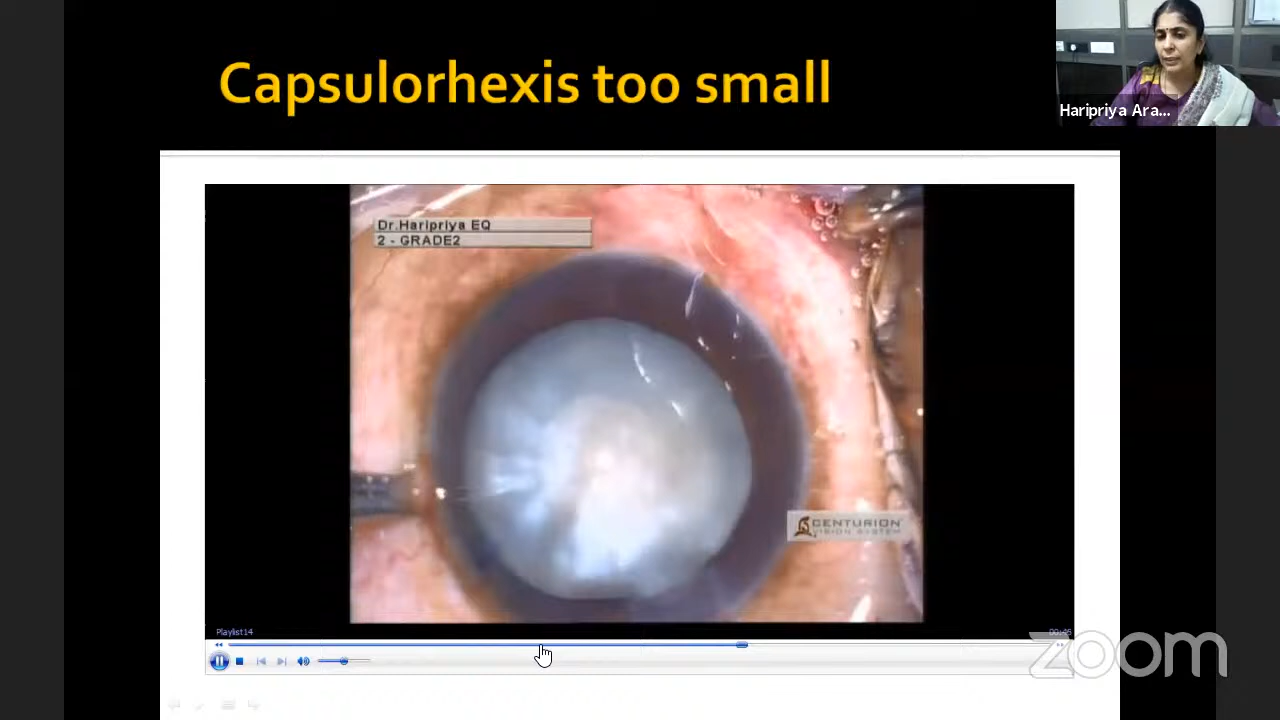 Capsulorhexis too small
Haripriya Ara...
Dr.Haripriya EQ
2 - GRADE2
CENTURION
VISION SYSTEM
Playlist14
zoom